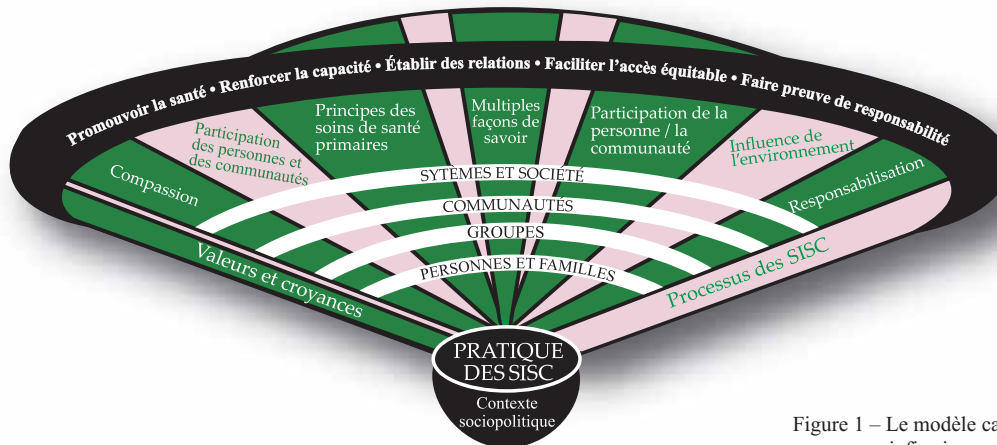 Promouvoir la santé • Renforcer la capacité • Établir des relations • Faciliter l’accès équitable • Faire preuve de responsabilité
Compassion
Participation
des personnes et
des communautés
Principes des
soins de santé
primaires
Multiples
façons de
savoir
Participation de la
personne / la
communauté
Influence de
l’environnement
Responsabilisation
SYTÈMES ET SOCIETÉ
COMMUNAUTÉS
GROUPES
PERSONNES ET FAMILLES
Valeurs et croyances
Processus des SISC
PRATIQUE
DES SISC
Contexte
sociopolitique
Figure 1 – Le modèle ca